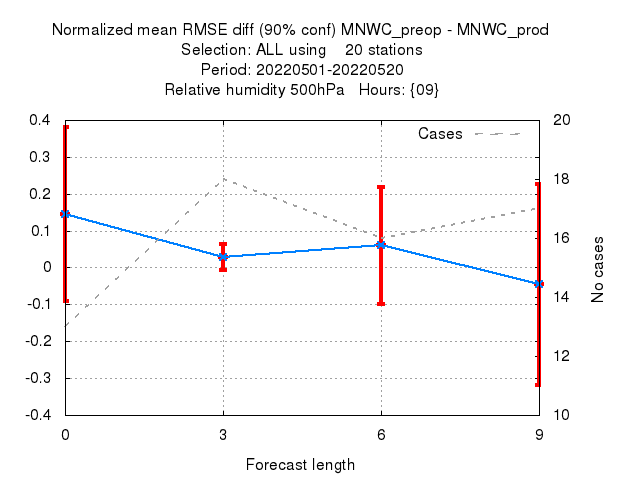 Normalized mean RMSE diff (90% conf) MNWC_preop - MNWC_prod
Selection: ALL using    20 stations
Period: 20220501-20220520
Relative humidity 500hPa   Hours: {09}
Cases
0.4
0.3
0.2
0.1
0
-0.1
-0.2
-0.3
-0.4
20
18
16
14
12
10
No cases
0 3 6 9
Forecast length